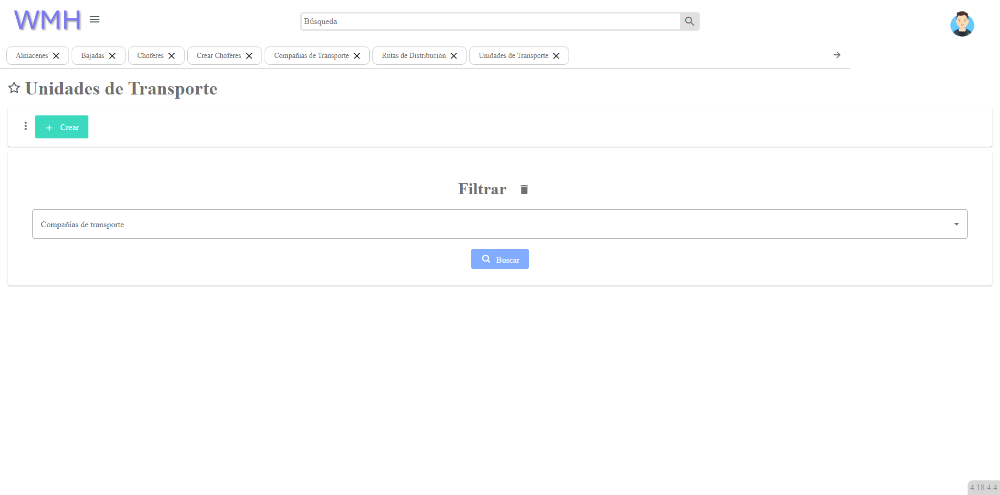 WMH
Búsqueda
Almacenes
Bajadas
Choferes
Crear Choferes
Compañías de Transporte
Rutas de Distribución
Unidades de Transporte
Unidades de Transporte
Crear
Filtrar
Compañías de transporte
Buscar
4.18.4.4